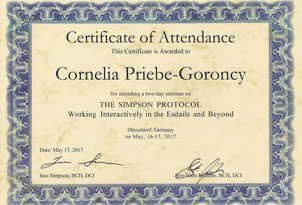 Certificate of Attendance
This Certificate is Awarded to
Cornelia Priebe-Goroncy
for attending a two-day seminar on
THE SIMPSON PROTOCOL
Working Interactively in the Esdaile and Beyond
Düsseldorf, Germany
on May, 16-17, 2017
Date: May 17, 2017
Ines Simpson, BCH, DCI
BCH, DCI